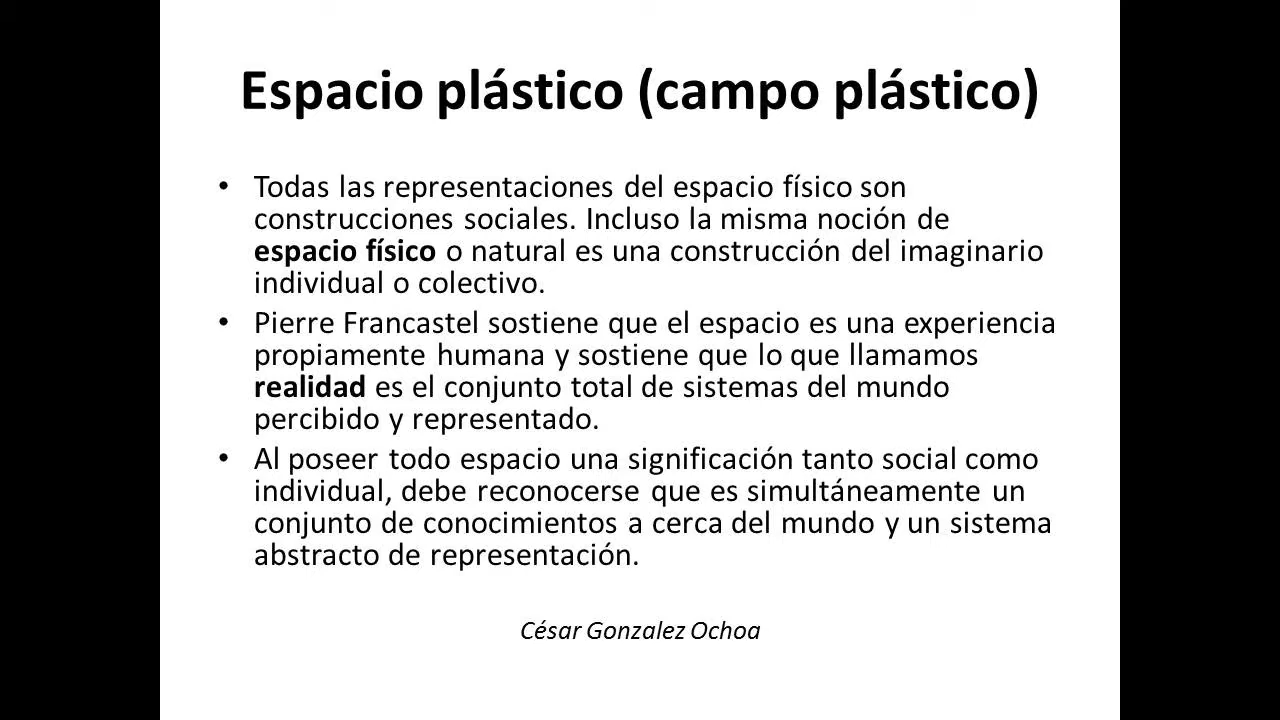 Espacio plástico (campo plástico)
• Todas las representaciones del espacio físico son
construcciones sociales. Incluso la misma noción de
espacio físico o natural es una construcción del imaginario
individual o colectivo.
• Pierre Francastel sostiene que el espacio es una experiencia
propiamente humana y sostiene que lo que llamamos
realidad es el conjunto total de sistemas del mundo
percibido y representado.
• Al poseer todo espacio una significación tanto social como
individual, debe reconocerse que es simultáneamente un
conjunto de conocimientos a cerca del mundo y un sistema
abstracto de representación.
César Gonzalez Ochoa